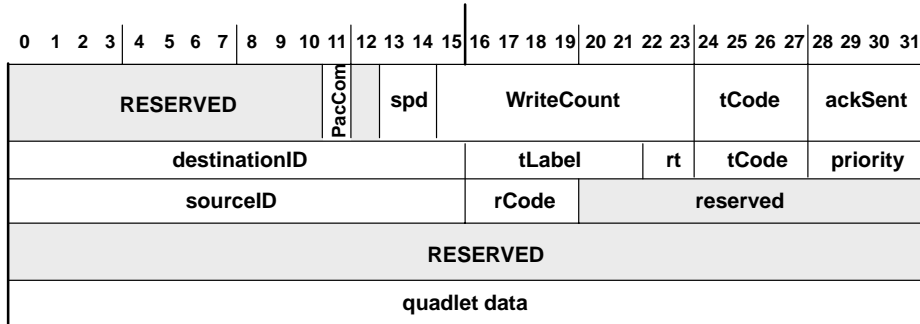 0 1 2 3 4 5 6 7 8 9 10 11 12 13 14 15 16 17 18 19 20 21 22 23 24 25 26 27 28 29 30 31
RESERVED PacCom spd WriteCount tCode ackSent
destinationID tLabel rt tCode priority
sourceID rCode reserved
RESERVED
quadlet data